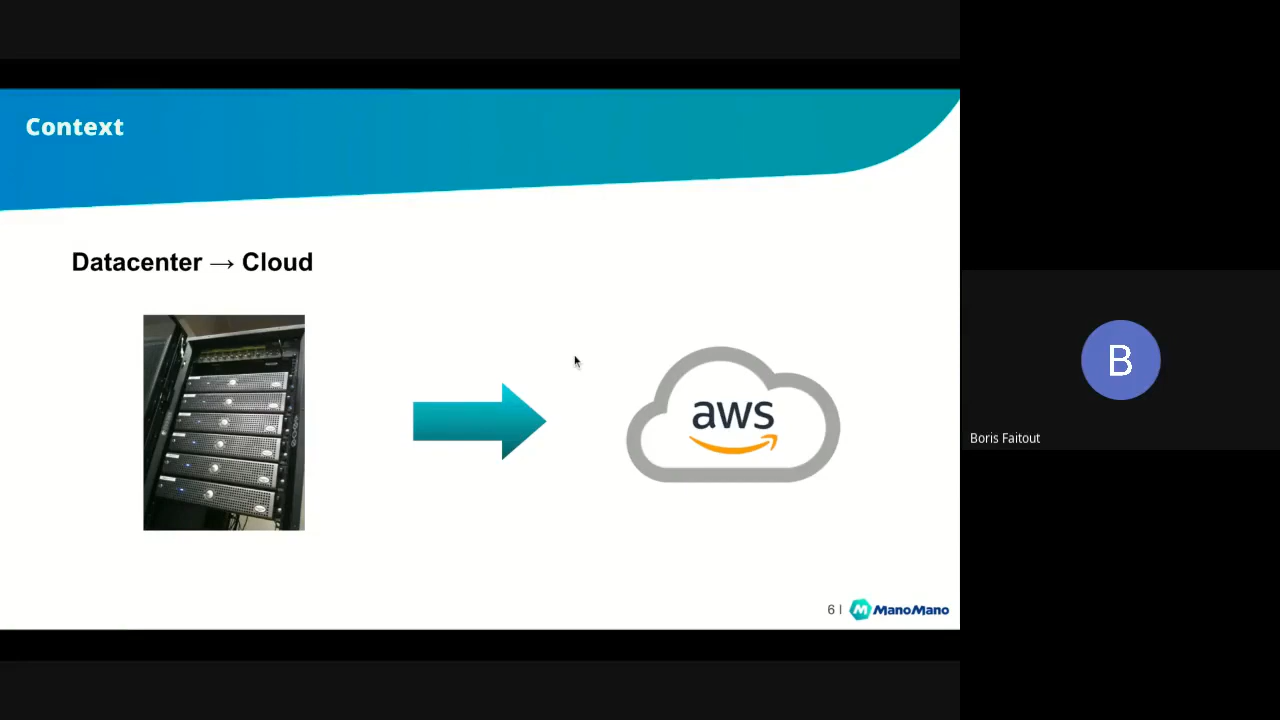 Context
Datacenter → Cloud
aws
6 I ManoMano
B
Boris Faitout